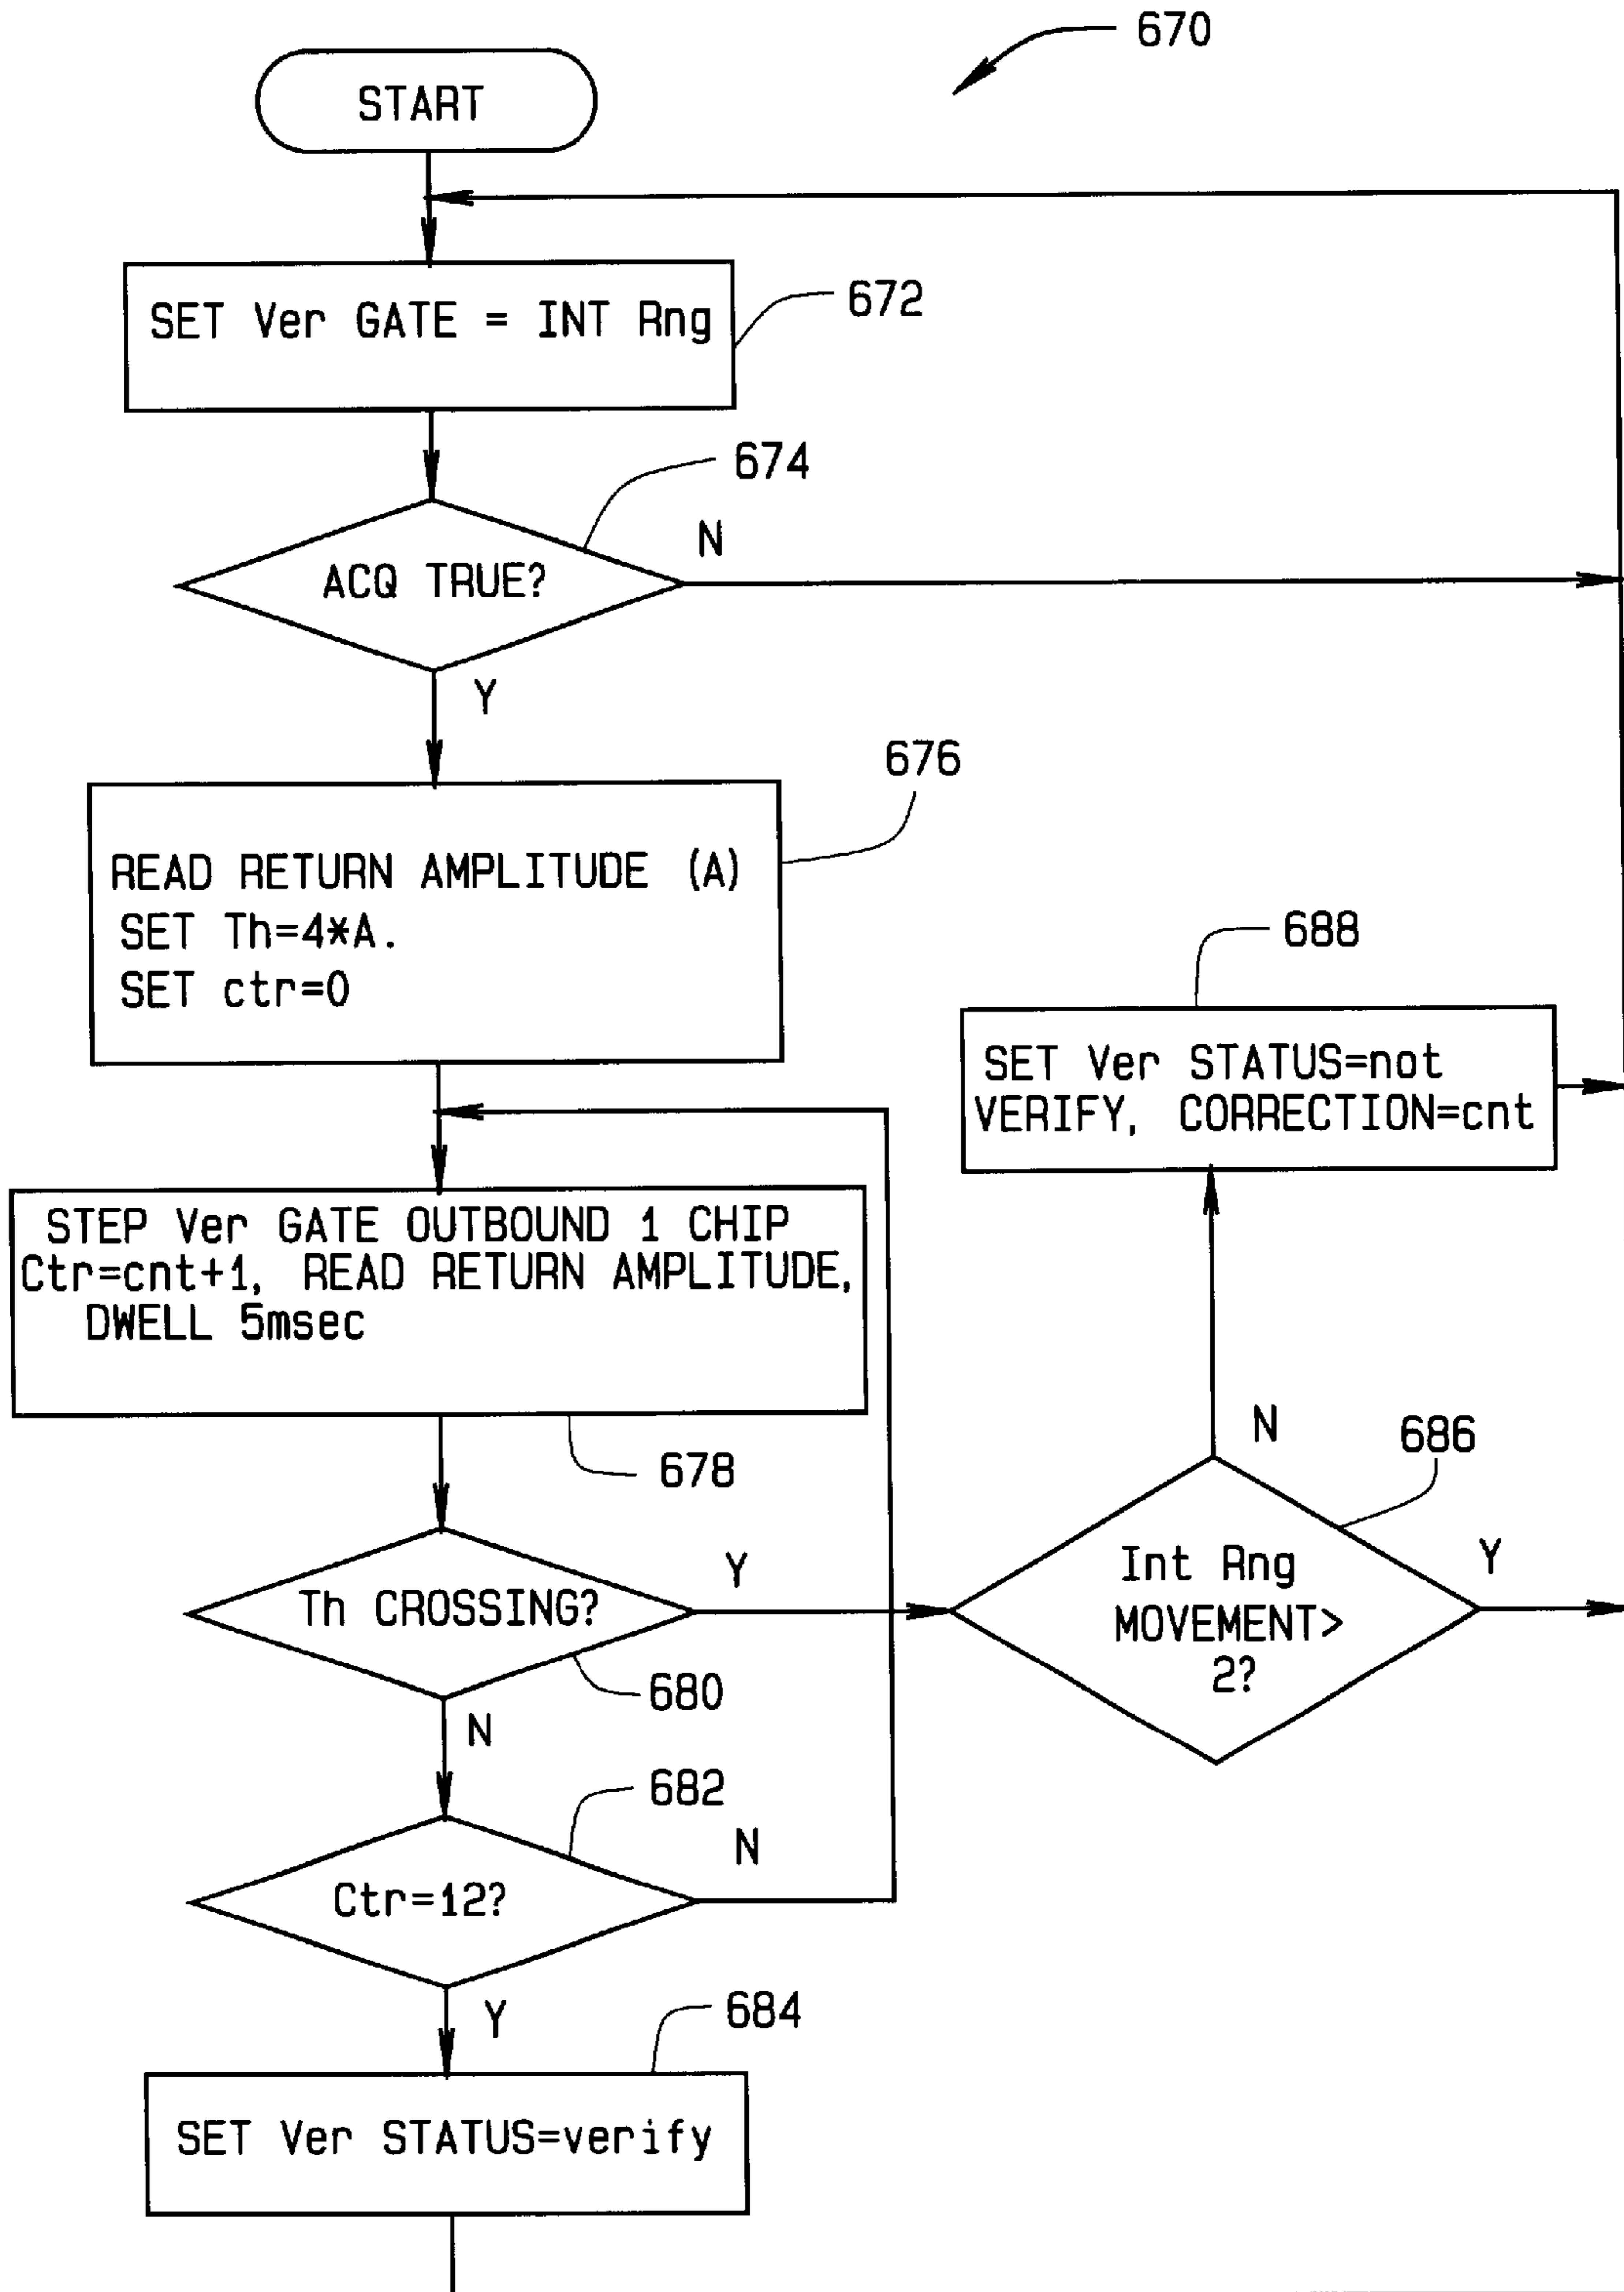 670
START
SET Ver GATE = INT Rng
672
674
ACQ TRUE?
N
Y
676
READ RETURN AMPLITUDE (A)
SET Th=4*A.
SET ctr=0
688
SET Ver STATUS=not
VERIFY, CORRECTION=cnt
STEP Ver GATE OUTBOUND 1 CHIP
Ctr=cnt+1, READ RETURN AMPLITUDE,
DWELL 5msec
678
N
686
Th CROSSING?
Y
Int Rng
MOVEMENT>
2?
Y
680
N
682
Ctr=12?
N
Y
684
SET Ver STATUS=verify